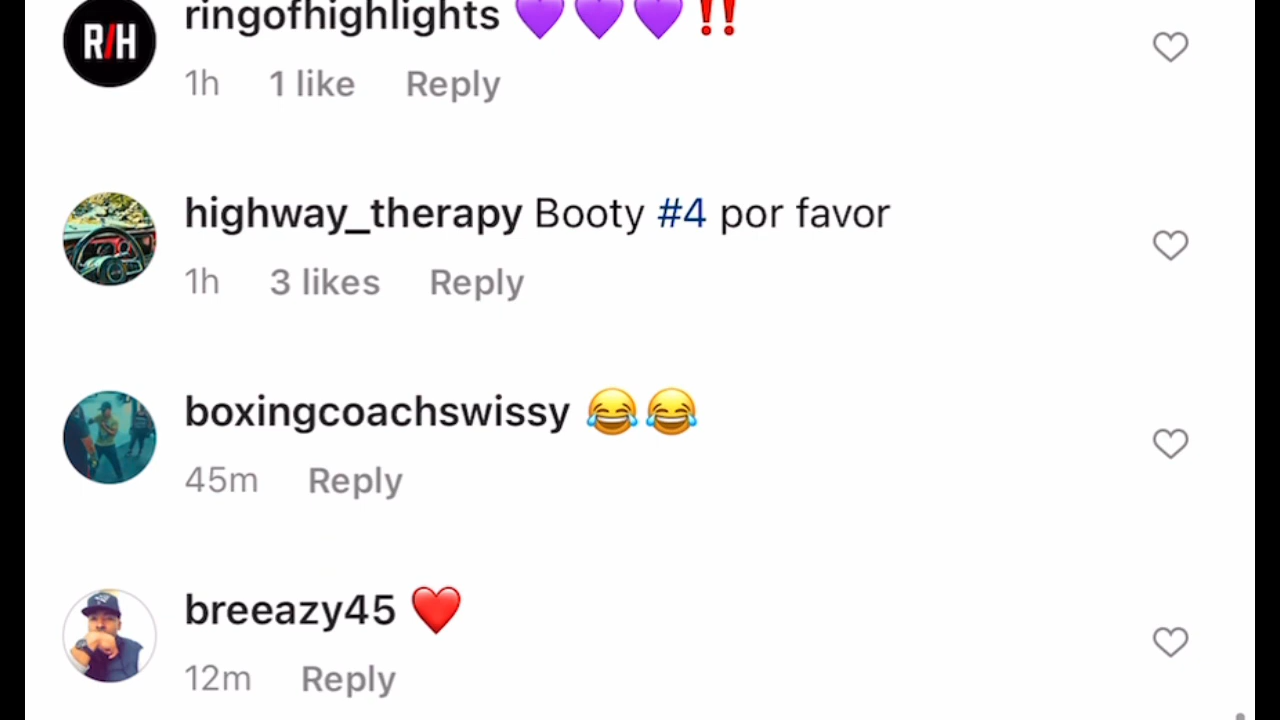 R/H
ringofhighlights 💜💜💜‼️
1h 1 like Reply
highway_therapy Booty #4 por favor
1h 3 likes Reply
boxingcoachswissy 😂😂
45m Reply
breeazy45 ❤️
12m Reply